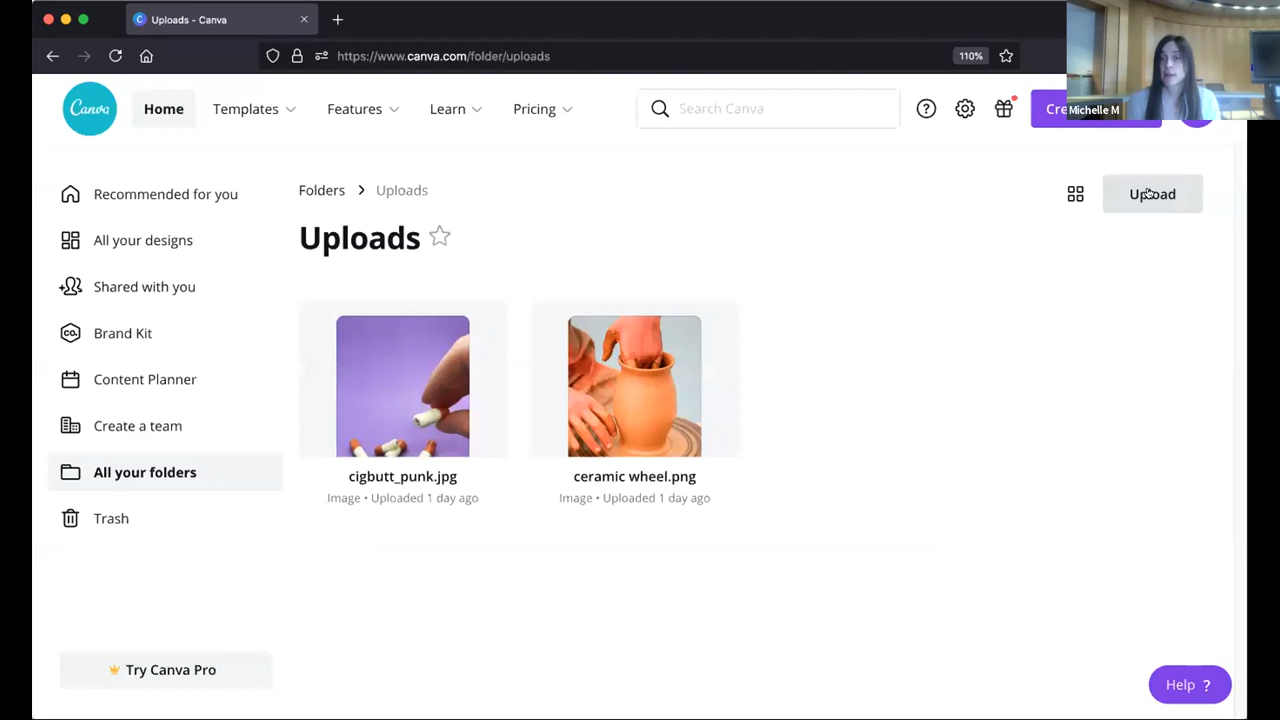 Uploads - Canva
https://www.canva.com/folder/uploads
110%
Michelle M
Canva
Home
Templates
Features
Learn
Pricing
Search Canva
Cre
Recommended for you
All your designs
Shared with you
Brand Kit
CO.
Content Planner
Create a team
All your folders
Trash
Try Canva Pro
Folders > Uploads
Upload
Uploads
cigbutt_punk.jpg
Image • Uploaded 1 day ago
ceramic wheel.png
Image • Uploaded 1 day ago
Help ?